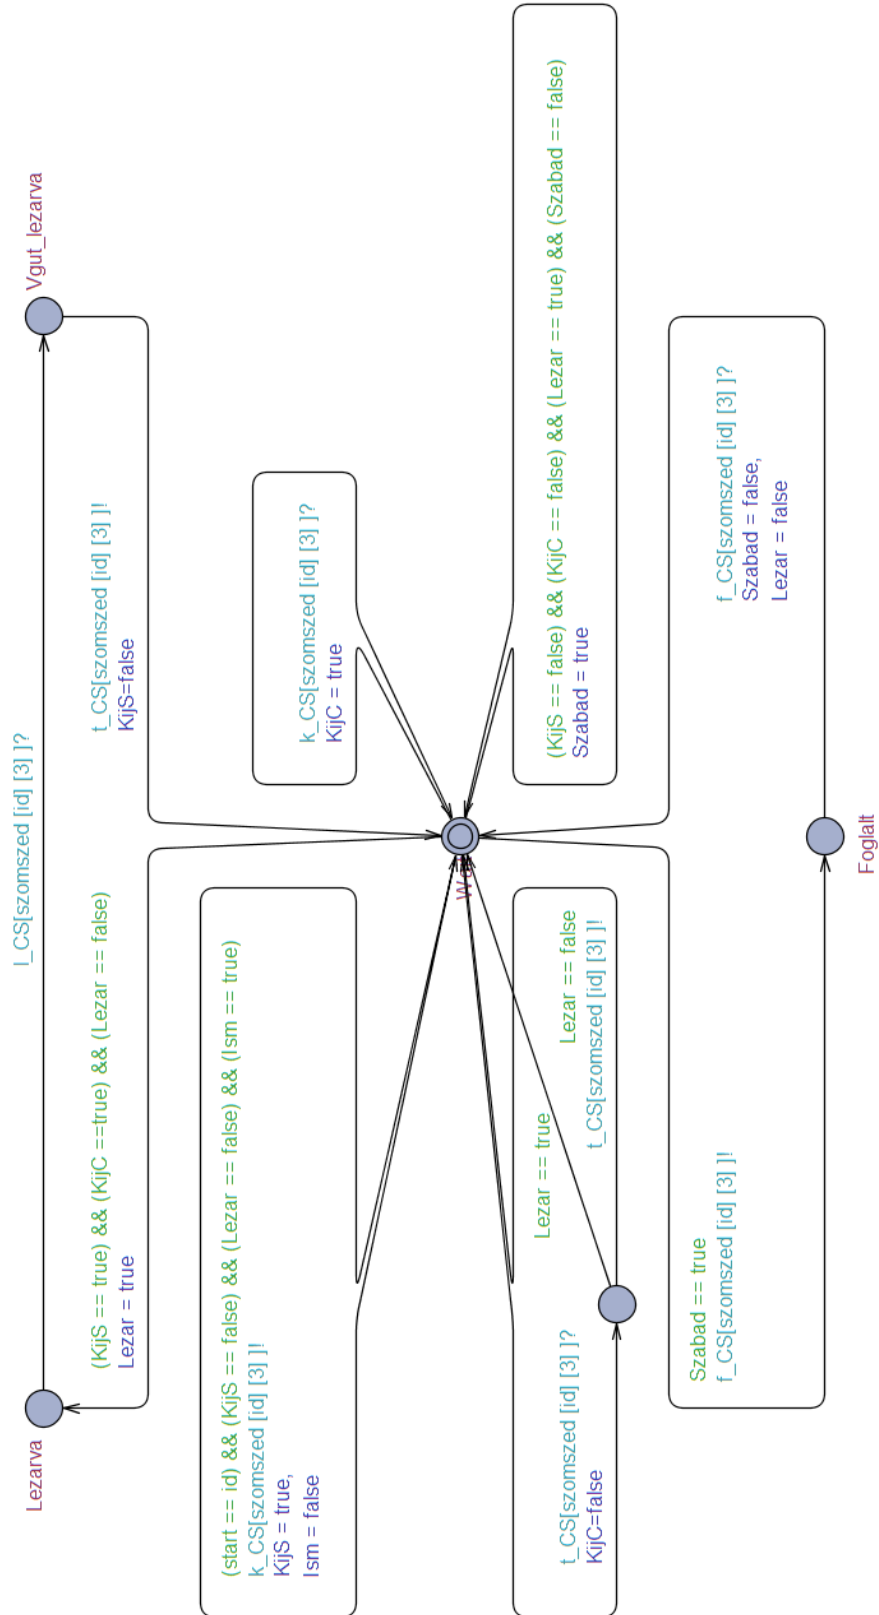 l_CS[szomszed [id] [3] ]?
Lezarva
Vgut_lezarva
(KijS == true) && (KijC ==true) && (Lezar == false)
Lezar = true
t_CS[szomszed [id] [3] ]!
KijS=false
(start == id) && (KijS == false) && (Lezar == false) && (Ism == true)
k_CS[szomszed [id] [3] ]!
KijS = true,
Ism = false
k_CS[szomszed [id] [3] ]?
KijC = true
Lezar == true
Lezar == false
t_CS[szomszed [id] [3] ]!
t_CS[szomszed [id] [3] ]?
KijC=false
(KijS == false) && (KijC == false) && (Lezar == true) && (Szabad == false)
Szabad = true
Szabad == true
f_CS[szomszed [id] [3] ]!
f_CS[szomszed [id] [3] ]?
Szabad = false,
Lezar = false
Foglalt